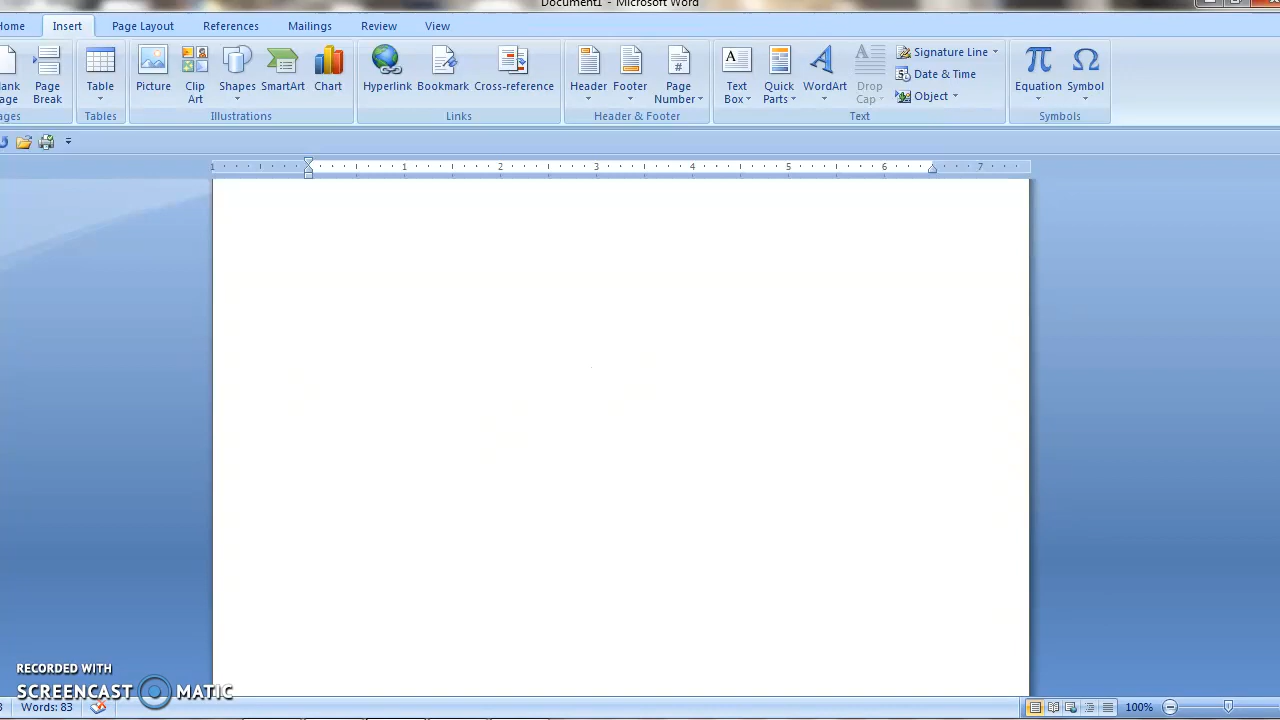 Document1 - Microsoft Word
Home Insert Page Layout References Mailings Review View
Page Break
Table
Picture
Clip Art
Shapes
SmartArt
Chart
Hyperlink
Bookmark
Cross-reference
Header
Footer
Page Number
Text Box
Quick Parts
WordArt
Drop Cap
Signature Line
Date & Time
Object
Equation
Symbol
Tables Illustrations Links Header & Footer Text Symbols
1 1 2 3 4 5 6 7
RECORDED WITH
SCREENCAST MATIC
Words: 83
100%